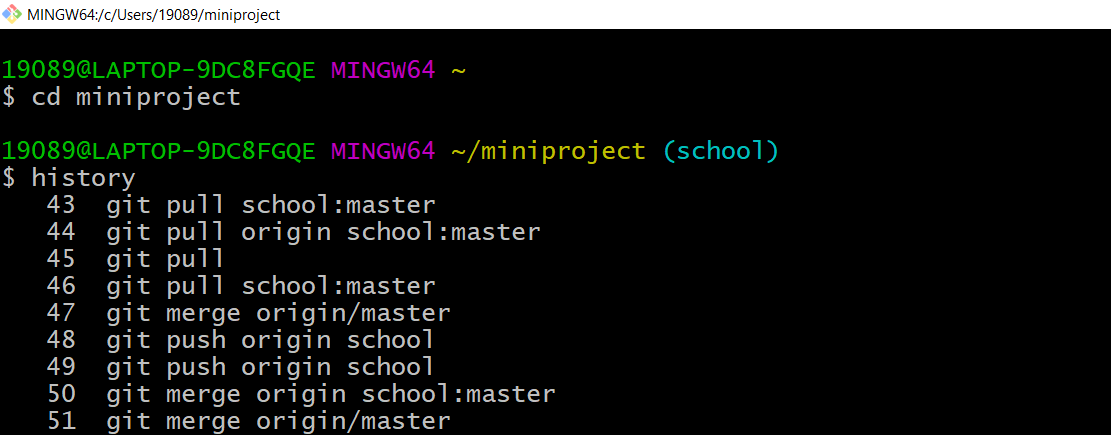 MINGW64:/c/Users/19089/miniproject
19089@LAPTOP-9DC8FGQE MINGW64 ~
$ cd miniproject
19089@LAPTOP-9DC8FGQE MINGW64 ~/miniproject (school)
$ history
43 git pull school:master
44 git pull origin school:master
45 git pull
46 git pull school:master
47 git merge origin/master
48 git push origin school
49 git push origin school
50 git merge origin school:master
51 git merge origin/master